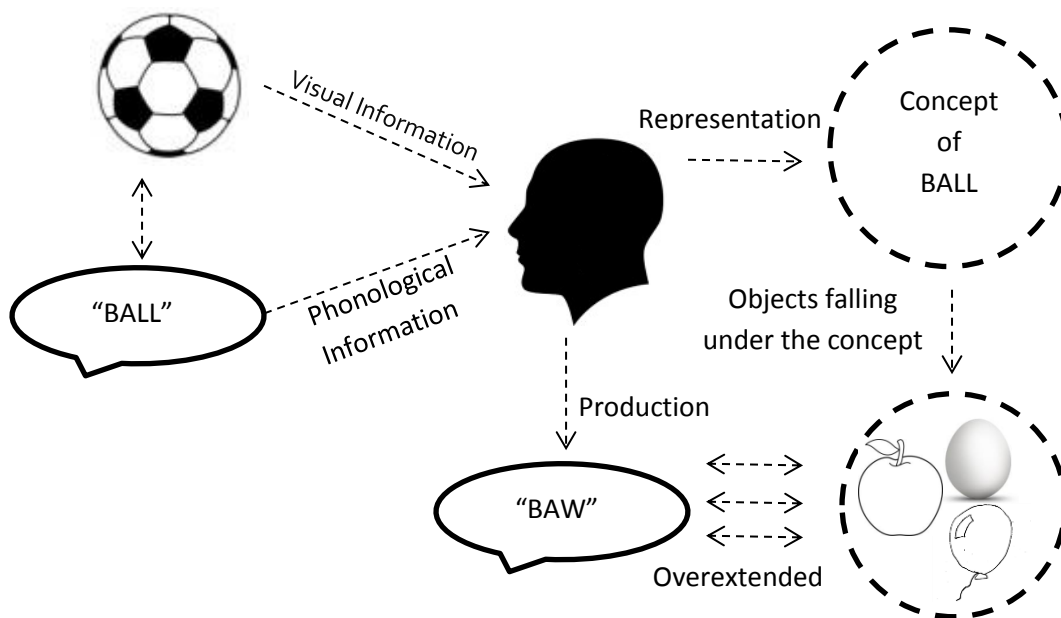 Visual Information
Representation
Concept
of
BALL
“BALL”
Phonological
Information
Objects falling
under the concept
Production
“BAW”
Overextended